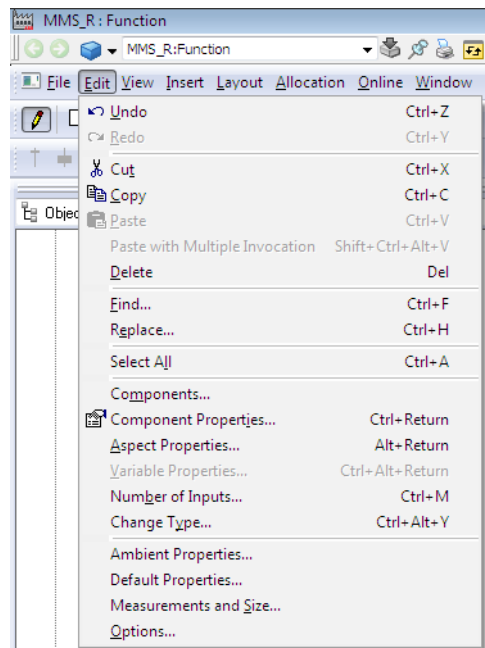 MMS_R : Function
MMS_R:Function
File Edit View Insert Layout Allocation Online Window
Undo Ctrl+Z
Redo Ctrl+Y
Cut Ctrl+X
Copy Ctrl+C
Objec
Paste Ctrl+V
Paste with Multiple Invocation Shift+Ctrl+Alt+V
Delete Del
Find... Ctrl+F
Replace... Ctrl+H
Select All Ctrl+A
Components...
Component Properties... Ctrl+Return
Aspect Properties... Alt+Return
Variable Properties... Ctrl+Alt+Return
Number of Inputs... Ctrl+M
Change Type... Ctrl+Alt+Y
Ambient Properties...
Default Properties...
Measurements and Size...
Options...